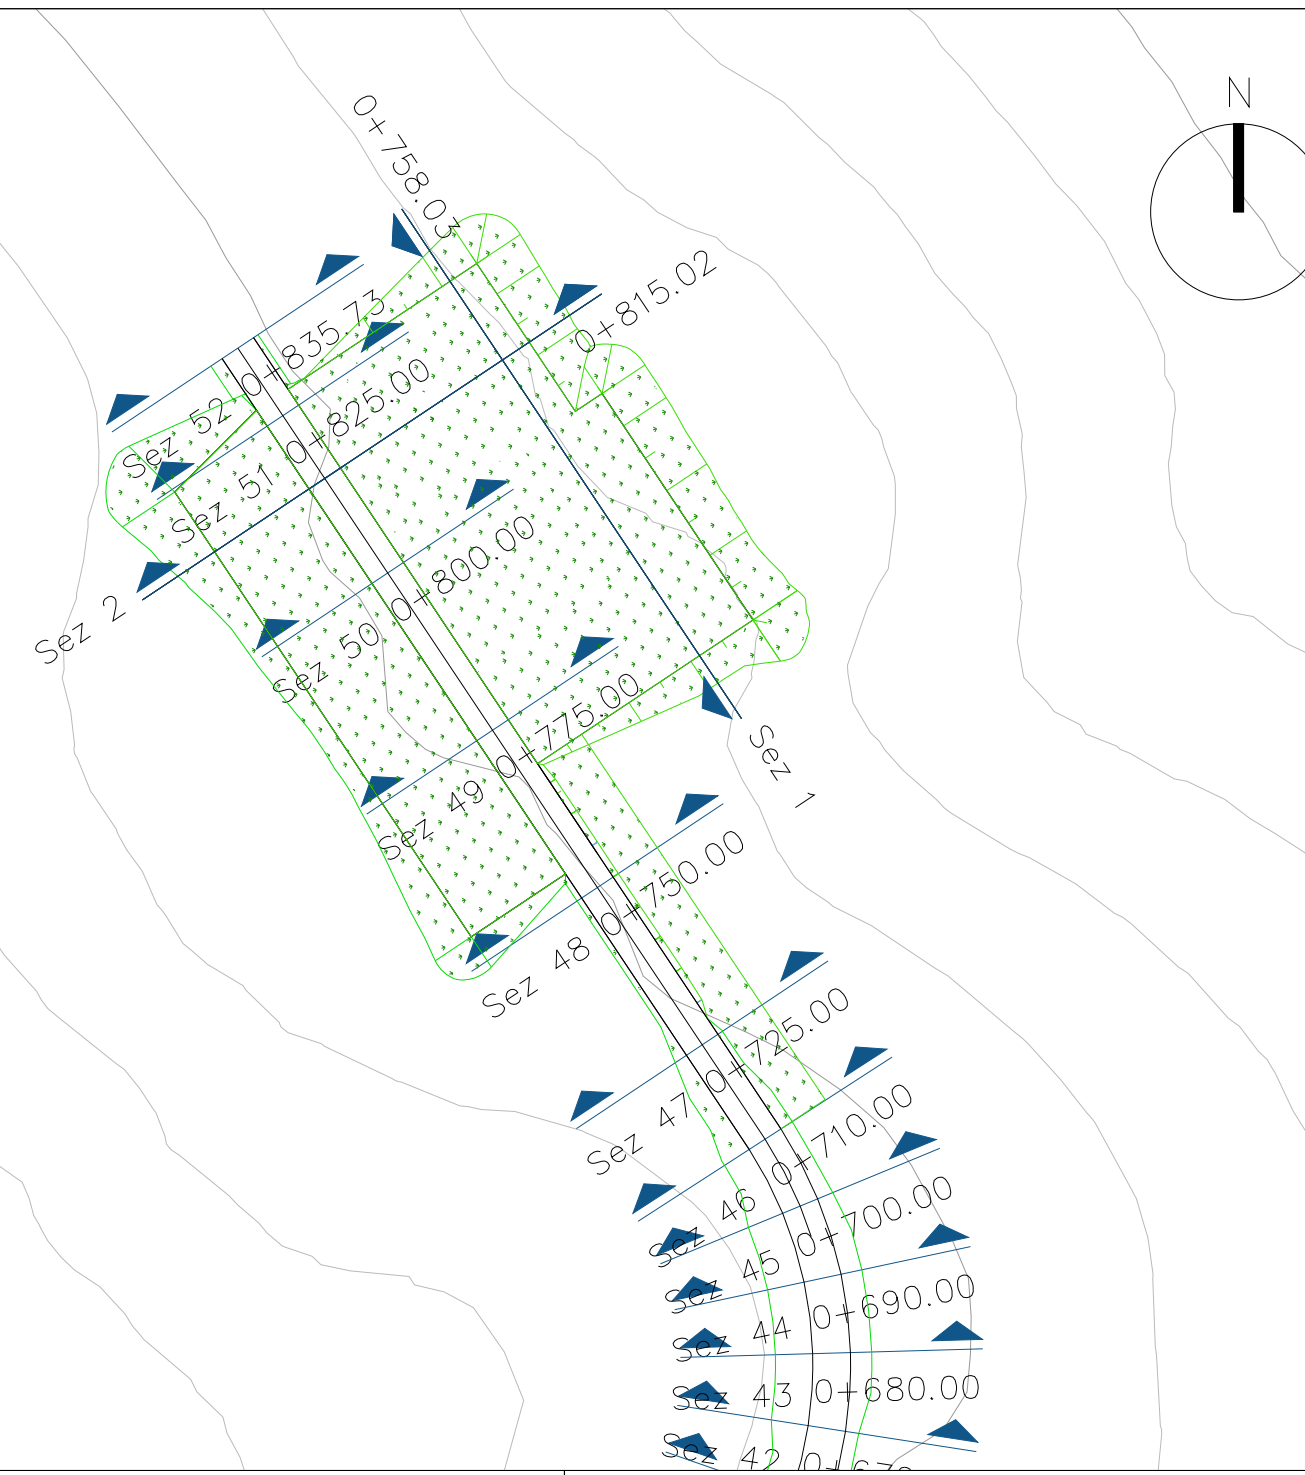 N
0+758.03
0+815.02
Sez 52 0+835.73
Sez 51 0+825.00
Sez 2
Sez 50 0+800.00
Sez 49 0+775.00
Sez 1
Sez 48 0+750.00
Sez 47 0+725.00
Sez 46 0+710.00
Sez 45 0+700.00
Sez 44 0+690.00
Sez 43 0+680.00
Sez 42